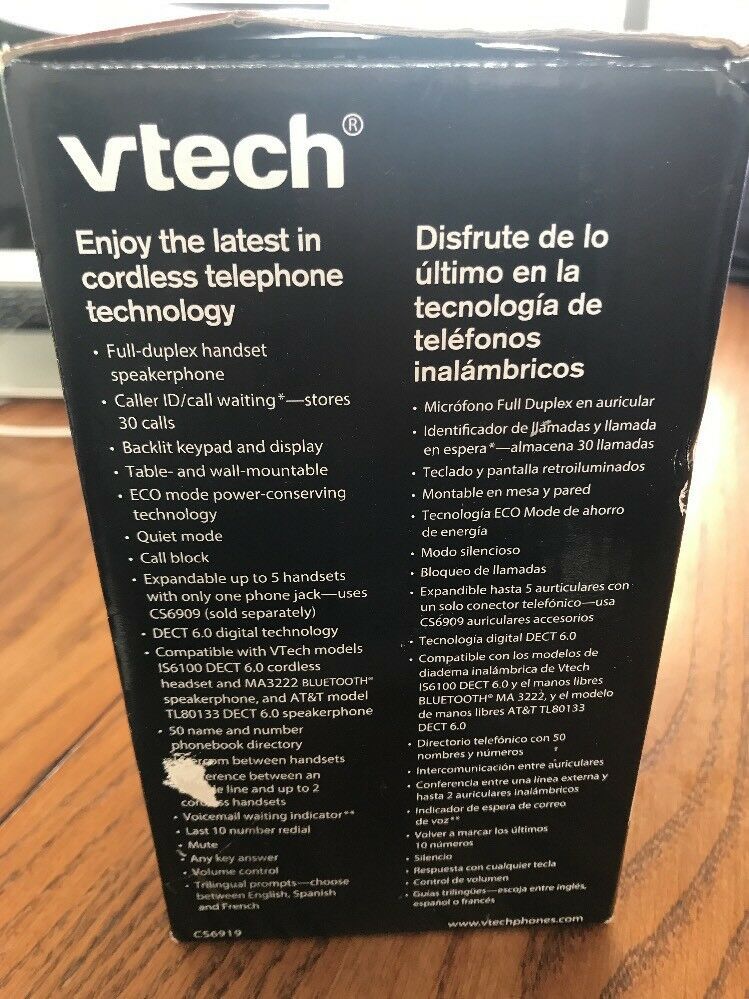 vtech®
Enjoy the latest in
cordless telephone
technology
• Full-duplex handset
speakerphone
• Caller ID/call waiting*—stores
30 calls
• Backlit keypad and display
• Table- and wall-mountable
• ECO mode power-conserving
technology
• Quiet mode
• Call block
• Expandable up to 5 handsets
with only one phone jack—uses
CS6909 (sold separately)
• DECT 6.0 digital technology
• Compatible with VTech models
IS6100 DECT 6.0 cordless
headset and MA3222 BLUETOOTH®
speakerphone, and AT&T model
TL80133 DECT 6.0 speakerphone
• 50 name and number
phonebook directory
between handsets
between an
line and up to 2
handsets
• Voicemail waiting indicator**
• Last 10 number redial
• Mute
• Any key answer
• Volume control
• Trilingual prompts—choose
between English, Spanish
and French
CS6919
Disfrute de lo
último en la
tecnología de
teléfonos
inalámbricos
• Micrófono Full Duplex en auricular
• Identificador de llamadas y llamada
en espera*—almacena 30 llamadas
• Teclado y pantalla retroiluminados
• Montable en mesa y pared
• Tecnología ECO Mode de ahorro
de energía
• Modo silencioso
• Bloqueo de llamadas
• Expandible hasta 5 aurticulares con
un solo conector telefónico—usa
CS6909 auriculares accesorios
• Tecnología digital DECT 6.0
• Compatible con los modelos de
diadema inalámbrica de Vtech
IS6100 DECT 6.0 y el manos libres
BLUETOOTH® MA 3222, y el modelo
de manos libres AT&T TL80133
DECT 6.0
• Directorio telefónico con 50
nombres y números
• Intercomunicación entre auriculares
• Conferencia entre una línea externa y
hasta 2 auriculares inalámbricos
• Indicador de espera de correo
de voz**
• Volver a marcar los últimos
10 números
• Silencio
• Respuesta con cualquier tecla
• Control de volumen
• Guías trilingües—escoja entre inglés,
español o francés
www.vtechphones.com